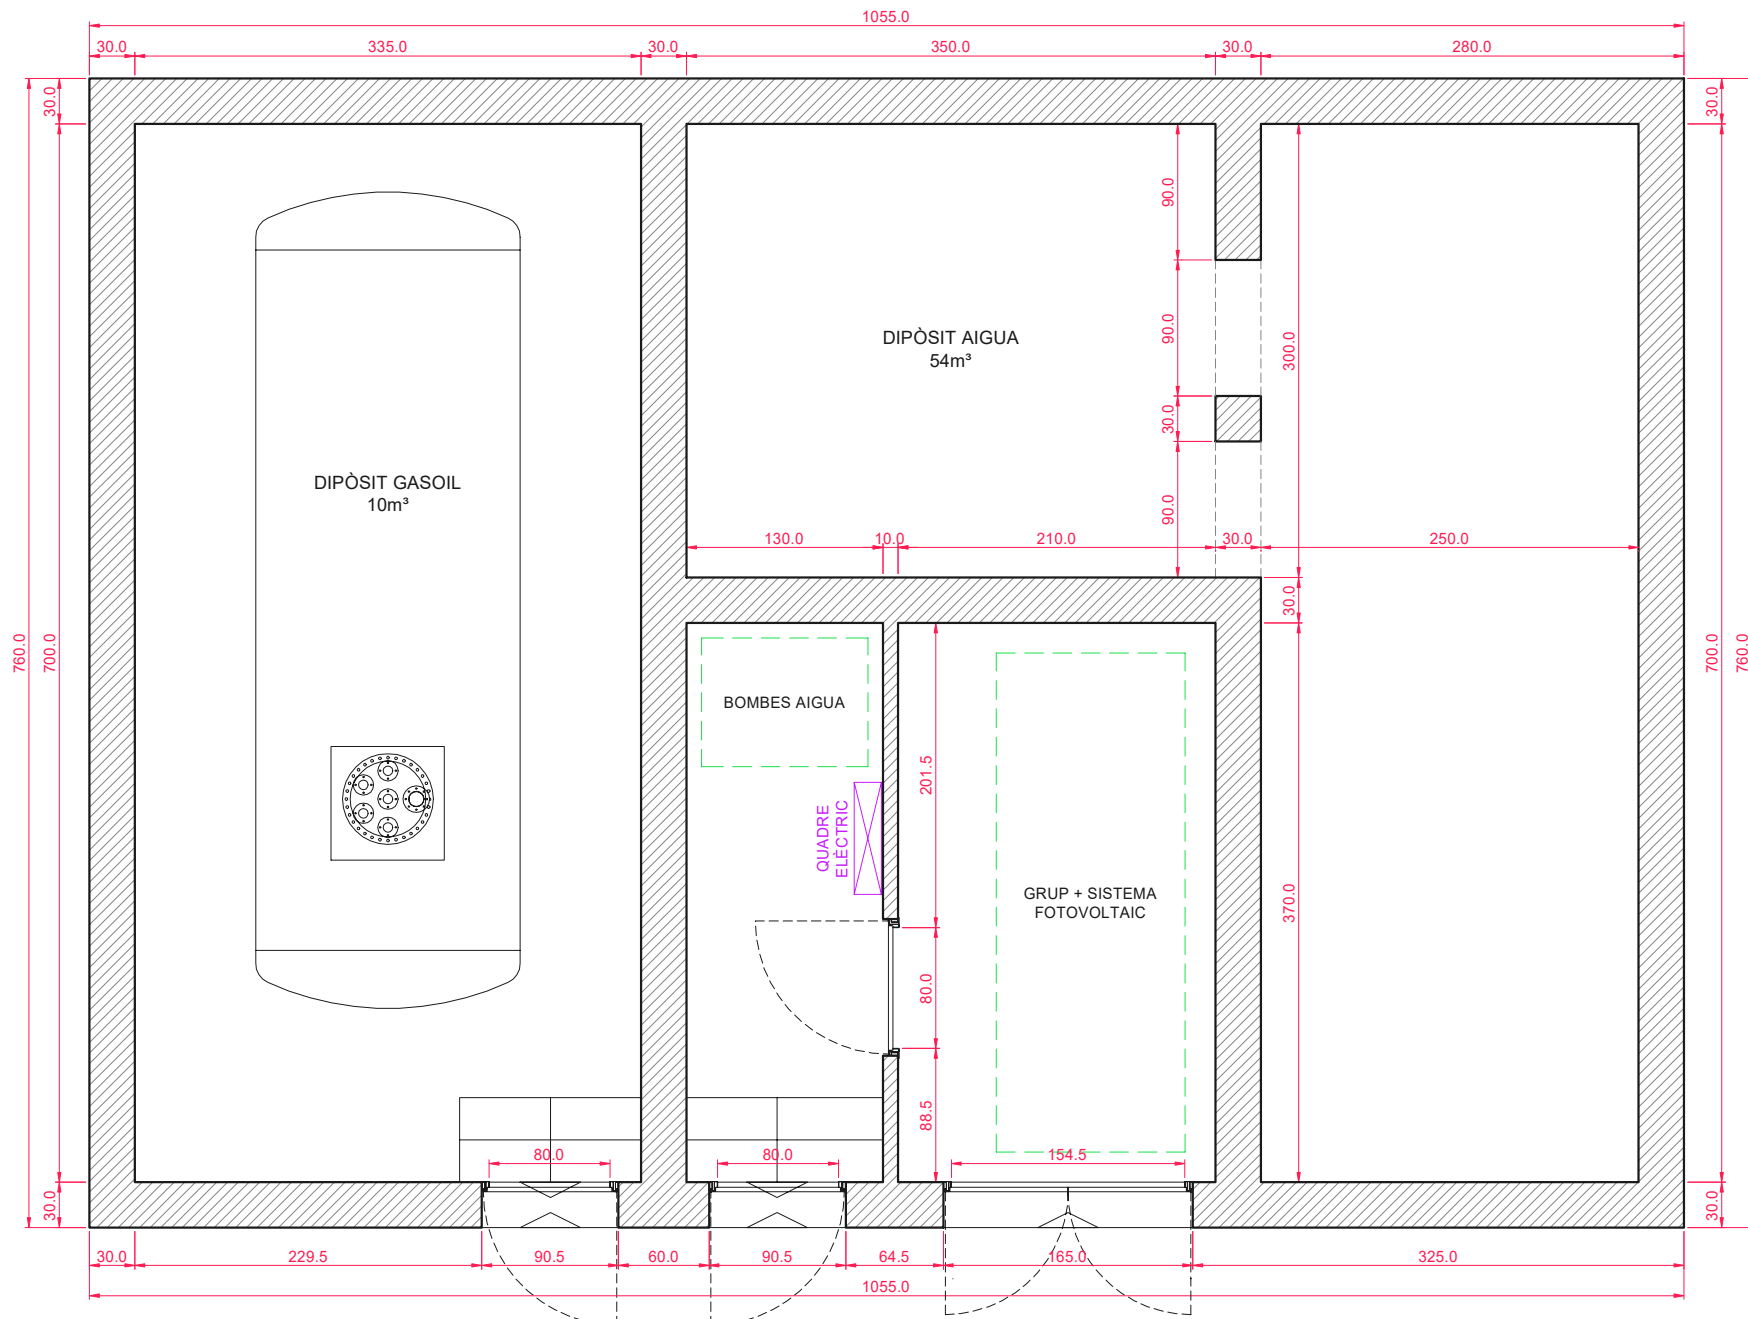 1055.0
30.0 335.0 30.0 350.0 30.0 280.0
30.0
30.0
90.0
DIPÒSIT AIGUA
54m³
90.0
300.0
30.0
DIPÒSIT GASOIL
10m³
90.0
130.0 10.0 210.0 30.0 250.0
30.0
760.0
700.0
700.0
760.0
BOMBES AIGUA
201.5
QUADRE
ELÈCTRIC
GRUP + SISTEMA
FOTOVOLTAIC
370.0
80.0
88.5
80.0 80.0 154.5
30.0
30.0
30.0 229.5 90.5 60.0 90.5 64.5 165.0 325.0
1055.0